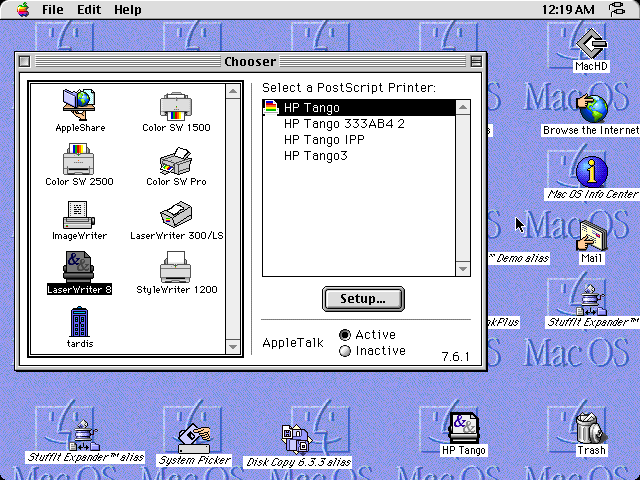 File Edit Help
12:19 AM
Chooser
AppleShare
Color SW 1500
Color SW 2500
Color SW Pro
ImageWriter
LaserWriter 300/LS
LaserWriter 8
StyleWriter 1200
tardis
Select a PostScript Printer:
HP Tango
HP Tango 333AB4 2
HP Tango IPP
HP Tango3
Setup...
AppleTalk
Active
Inactive
7.6.1
MacHD
Browse the Internet
Mac OS Info Center
Mail
™ Demo alias
StuffIt Expander™
nkPlus
StuffIt Expander™ alias
System Picker
Disk Copy 6.3.3 alias
HP Tango
Trash
Mac OS
Mac OS
Mac OS
Mac OS